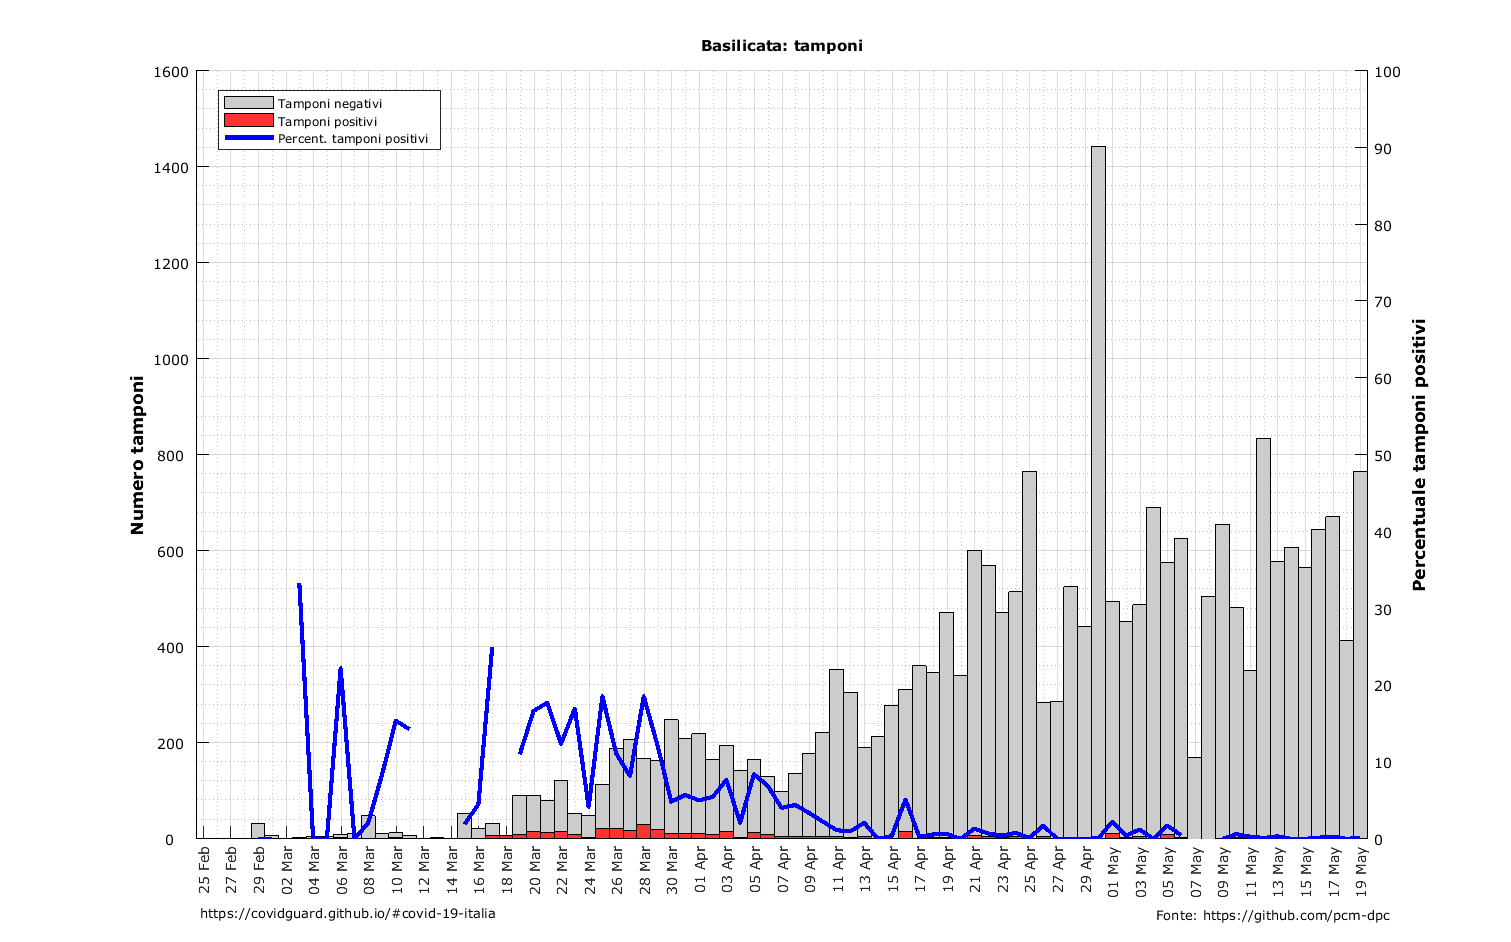 Basilicata: tamponi
Tamponi negativi
Tamponi positivi
Percent. tamponi positivi
Numero tamponi
1600
1400
1200
1000
800
600
400
200
0
Percentuale tamponi positivi
100
90
80
70
60
50
40
30
20
10
0
25 Feb
27 Feb
29 Feb
02 Mar
04 Mar
06 Mar
08 Mar
10 Mar
12 Mar
14 Mar
16 Mar
18 Mar
20 Mar
22 Mar
24 Mar
26 Mar
28 Mar
30 Mar
01 Apr
03 Apr
05 Apr
07 Apr
09 Apr
11 Apr
13 Apr
15 Apr
17 Apr
19 Apr
21 Apr
23 Apr
25 Apr
27 Apr
29 Apr
01 May
03 May
05 May
07 May
09 May
11 May
13 May
15 May
17 May
19 May
https://covidguard.github.io/#covid-19-italia
Fonte: https://github.com/pcm-dpc